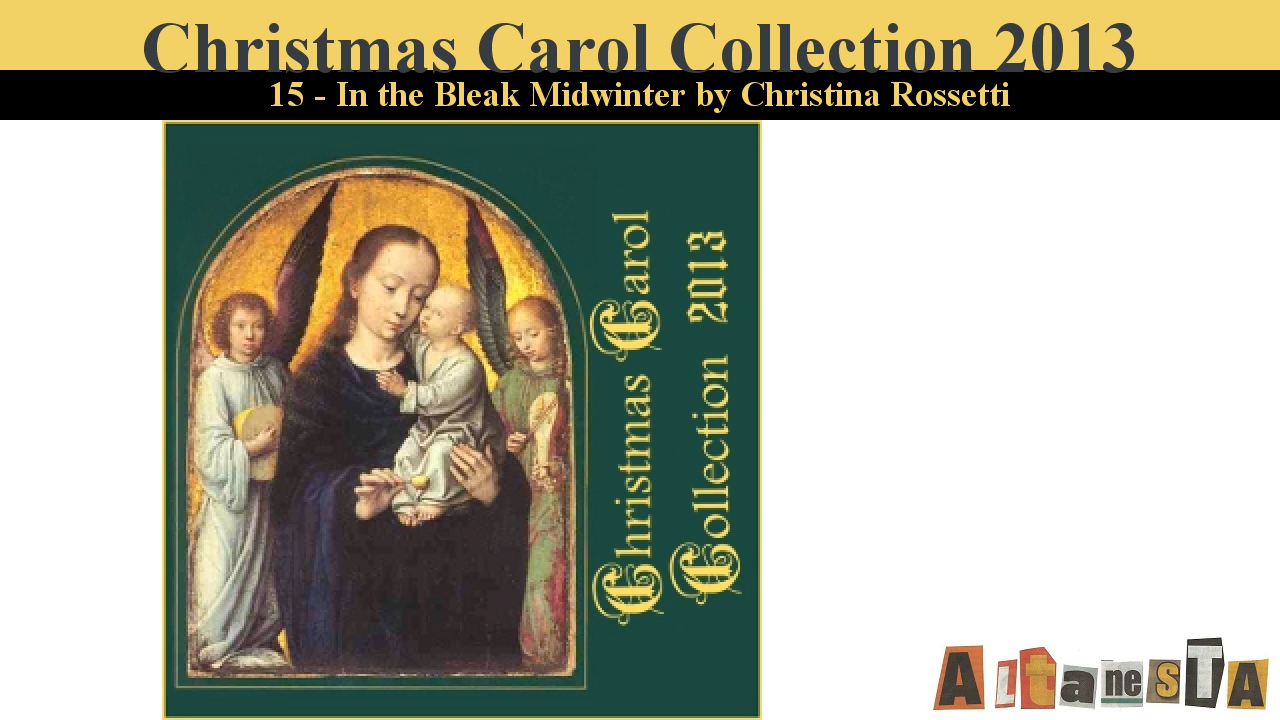 Christmas Carol Collection 2013
15 - In the Bleak Midwinter by Christina Rossetti
Christmas Carol
Collection 2013
AltanesTA